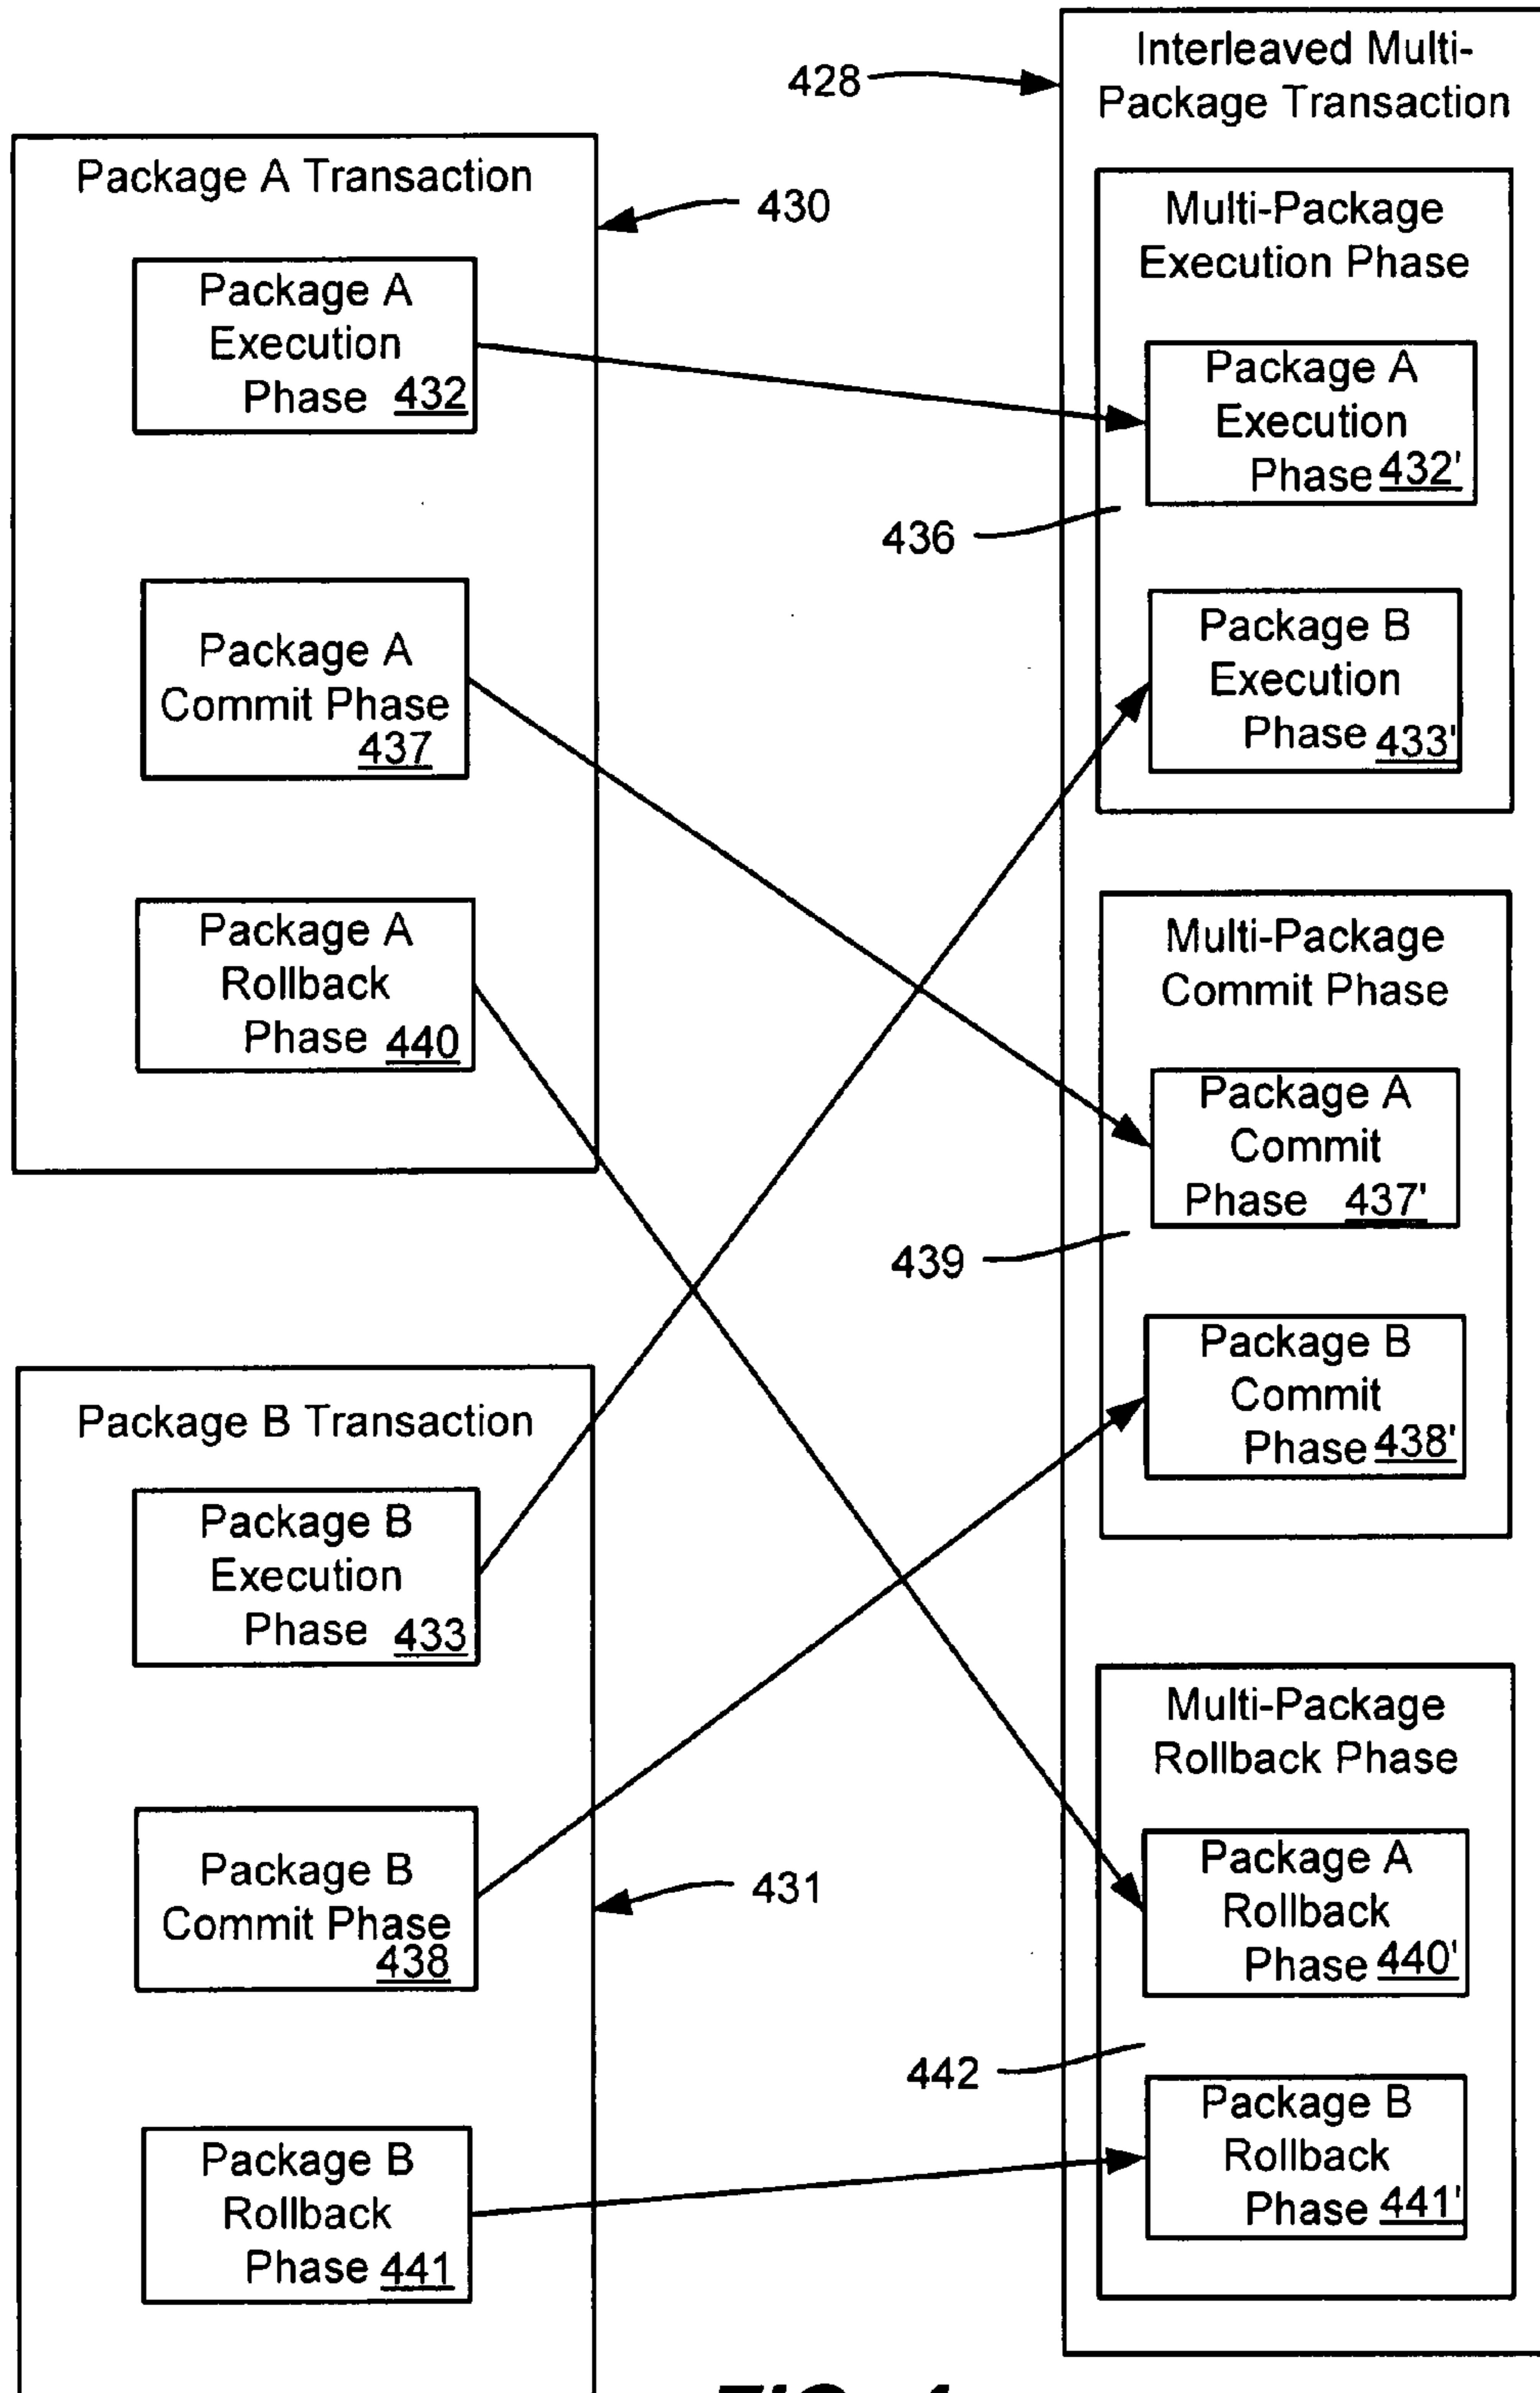 Package A Transaction
430
Package A
Execution
Phase 432
Package A
Commit Phase
437
Package A
Rollback
Phase 440
Package B Transaction
431
Package B
Execution
Phase 433
Package B
Commit Phase
438
Package B
Rollback
Phase 441
428
Interleaved Multi-
Package Transaction
Multi-Package
Execution Phase
436
Package A
Execution
Phase 432'
Package B
Execution
Phase 433'
Multi-Package
Commit Phase
439
Package A
Commit
Phase 437'
Package B
Commit
Phase 438'
Multi-Package
Rollback Phase
442
Package A
Rollback
Phase 440'
Package B
Rollback
Phase 441'